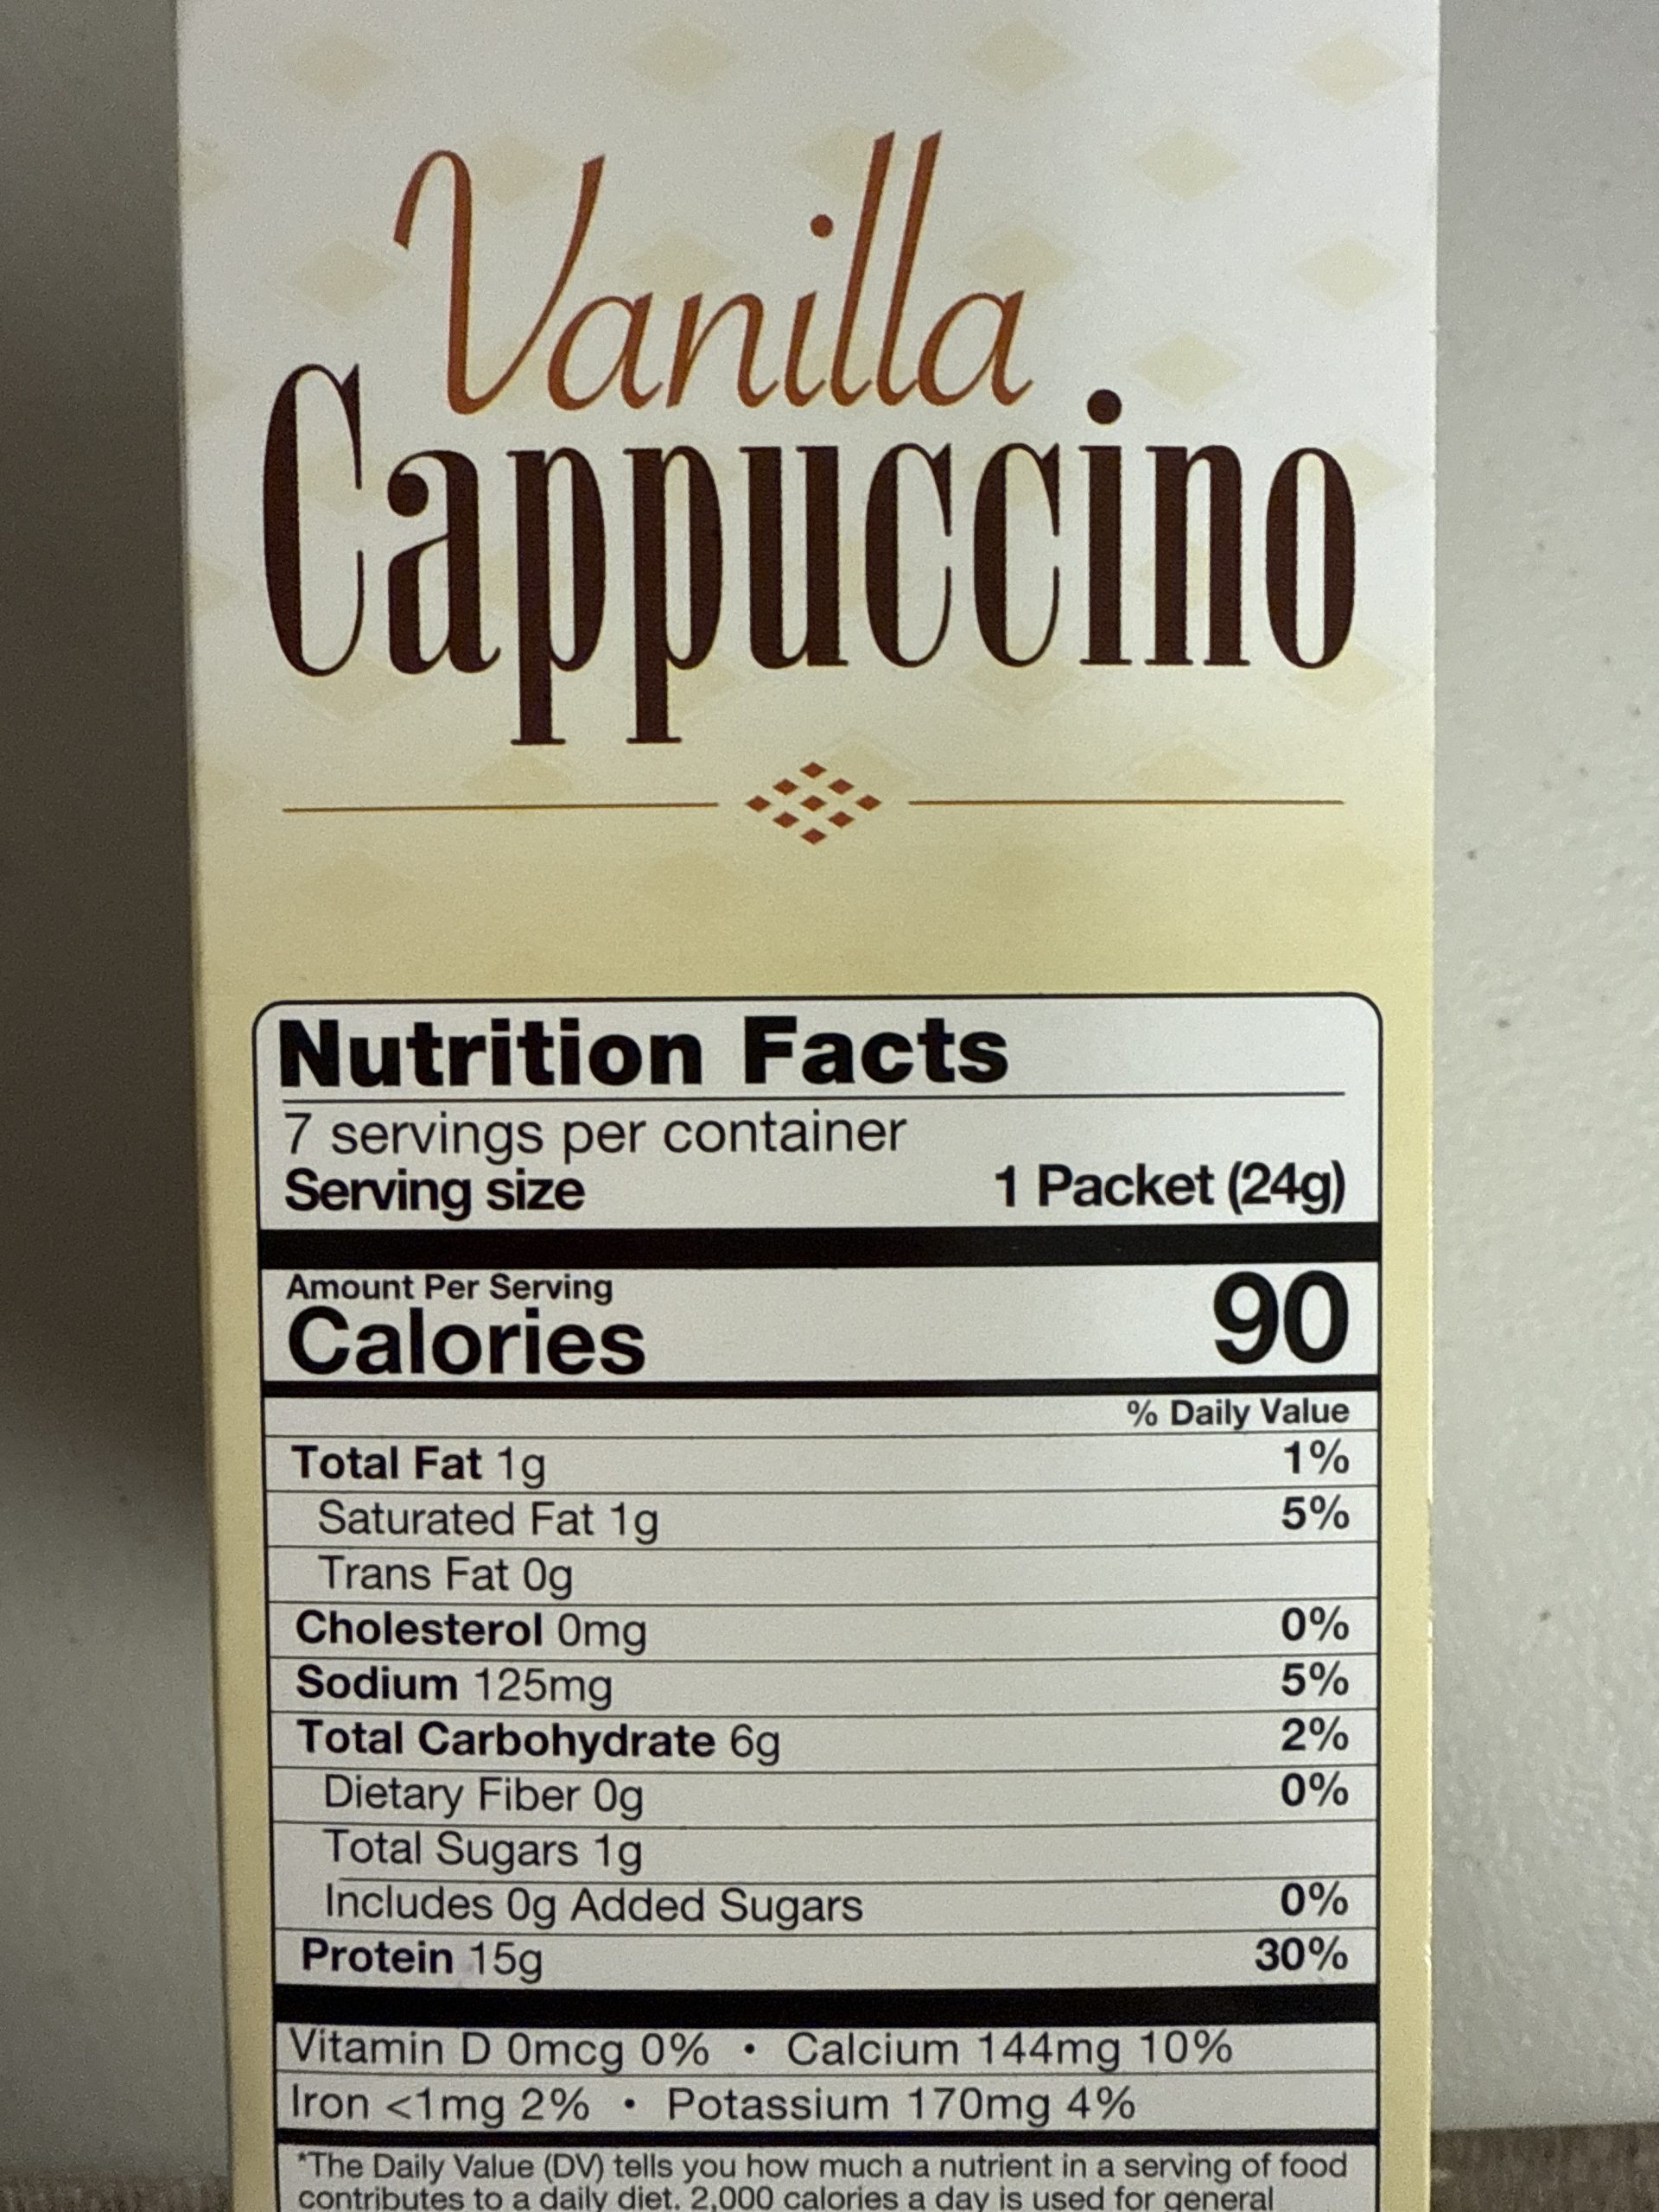 Vanilla
Cappuccino
Nutrition Facts
7 servings per container
Serving size 1 Packet (24g)
Amount Per Serving
Calories 90
% Daily Value
Total Fat 1g 1%
Saturated Fat 1g 5%
Trans Fat 0g
Cholesterol 0mg 0%
Sodium 125mg 5%
Total Carbohydrate 6g 2%
Dietary Fiber 0g 0%
Total Sugars 1g
Includes 0g Added Sugars 0%
Protein 15g 30%
Vitamin D 0mcg 0% • Calcium 144mg 10%
Iron <1mg 2% • Potassium 170mg 4%
*The Daily Value (DV) tells you how much a nutrient in a serving of food
contributes to a daily diet. 2,000 calories a day is used for general